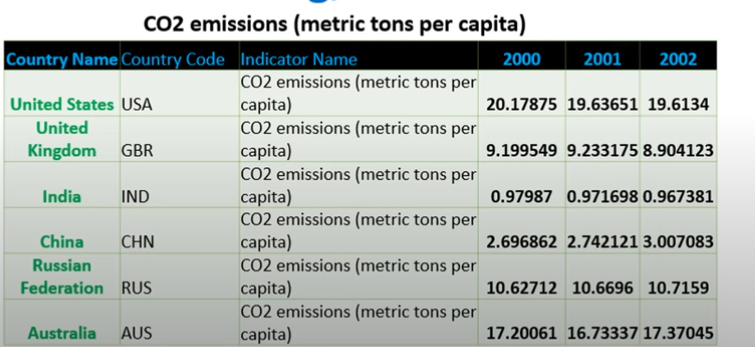 CO2 emissions (metric tons per capita)
Country Name Country Code Indicator Name 2000 2001 2002
CO2 emissions (metric tons per
United States USA capita) 20.17875 19.63651 19.6134
United CO2 emissions (metric tons per
Kingdom GBR capita) 9.199549 9.233175 8.904123
CO2 emissions (metric tons per
India IND capita) 0.97987 0.971698 0.967381
CO2 emissions (metric tons per
China CHN capita) 2.696862 2.742121 3.007083
Russian CO2 emissions (metric tons per
Federation RUS capita) 10.62712 10.6696 10.7159
CO2 emissions (metric tons per
Australia AUS capita) 17.20061 16.73337 17.37045